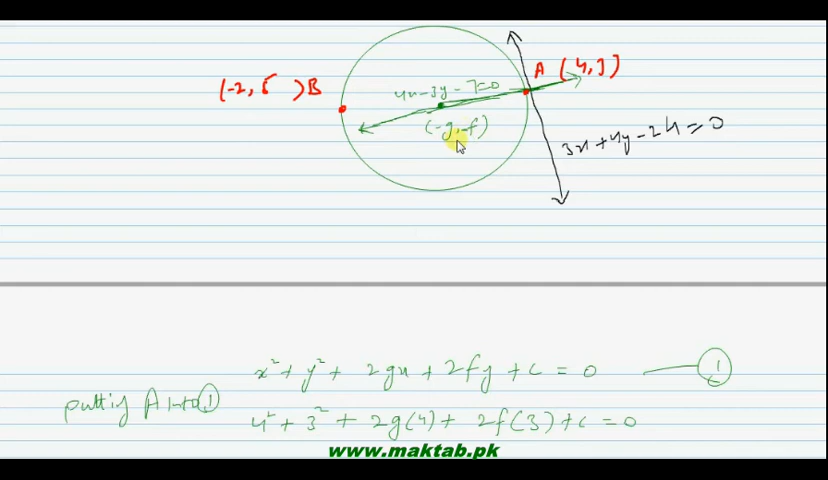 (-2, 5 ) B
A (4, 3)
4x-3y-7=0
(-g, -f)
3x+4y-24=0
x²+ y²+ 2gx + 2fy + c = 0 — ①
putting A into ①
4²+ 3² + 2g(4)+ 2f(3)+c=0
www.maktab.pk